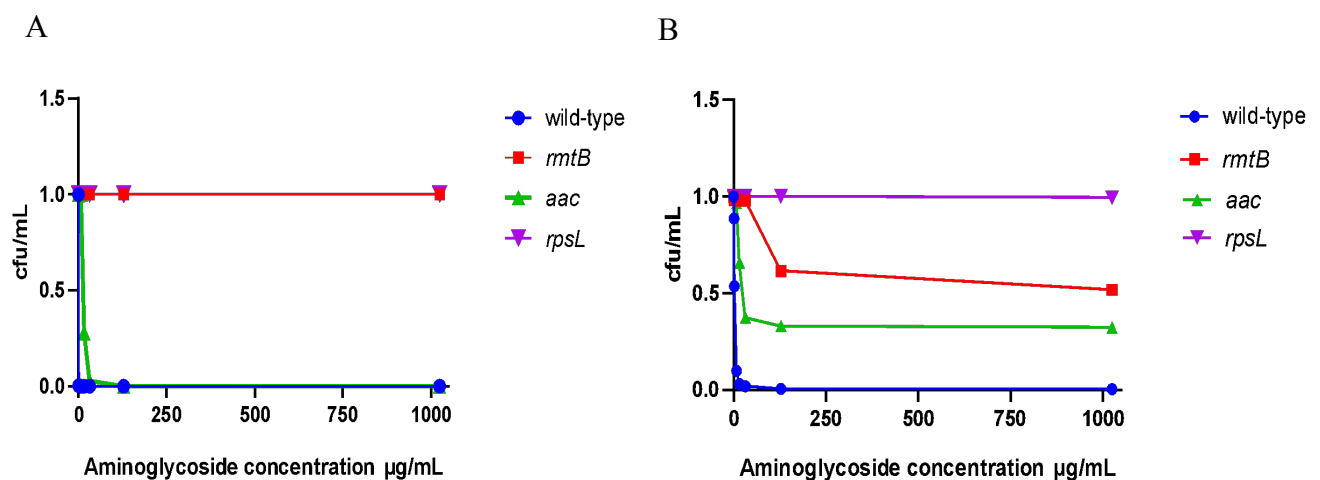 A
1.5
1.0
0.5
0.0
cfu/mL
0
250
500
750
1000
Aminoglycoside concentration µg/mL
wild-type
rmtB
aac
rpsL
B
1.5
1.0
0.5
0.0
cfu/mL
0
250
500
750
1000
Aminoglycoside concentration µg/mL
wild-type
rmtB
aac
rpsL